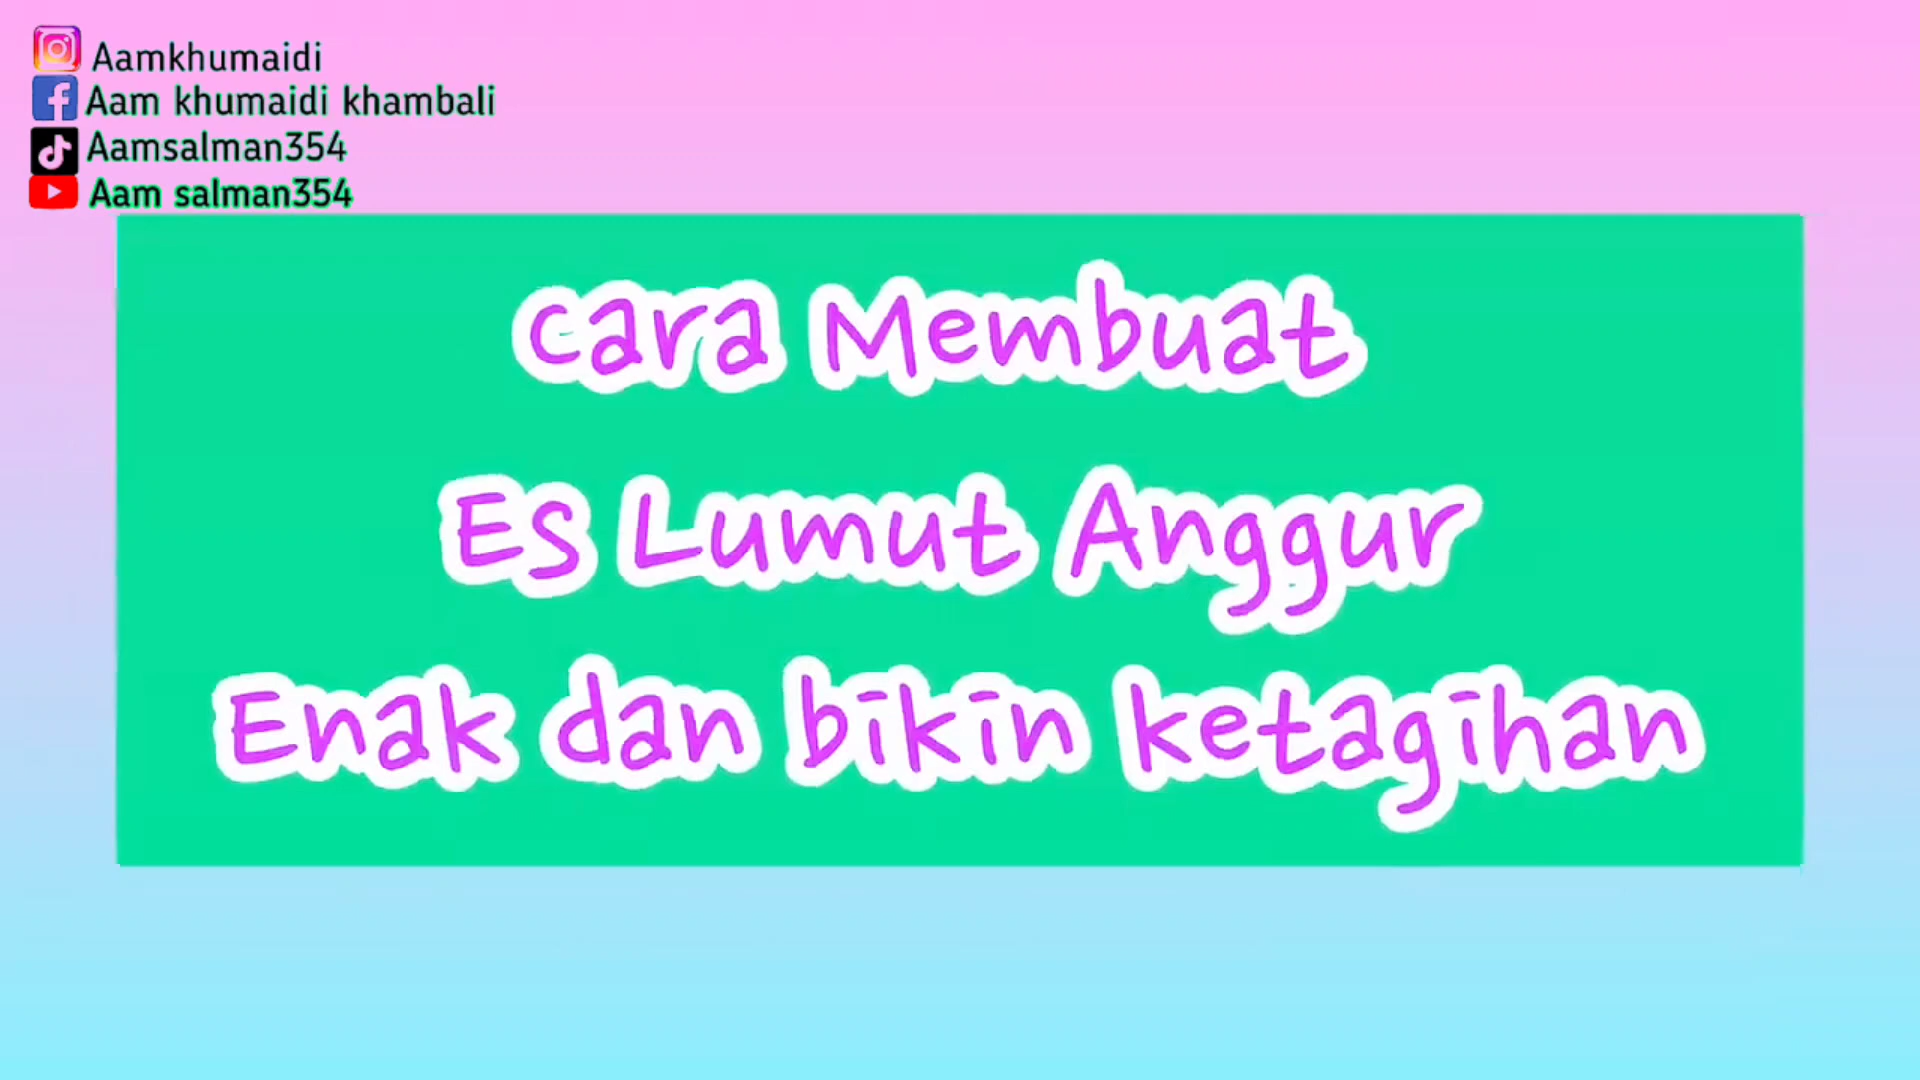 Aamkhumaidi
Aam khumaidi khambali
Aamsalman354
Aam salman354
Cara Membuat
Es Lumut Anggur
Enak dan bikin ketagihan